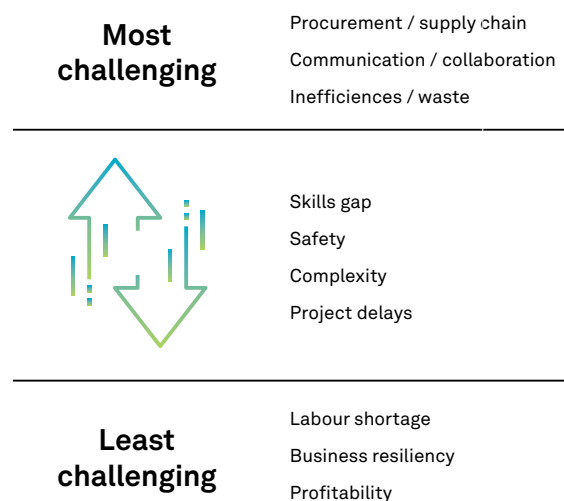 Most
challenging
Procurement / supply chain
Communication / collaboration
Inefficiences / waste
Skills gap
Safety
Complexity
Project delays
Least
challenging
Labour shortage
Business resiliency
Profitability